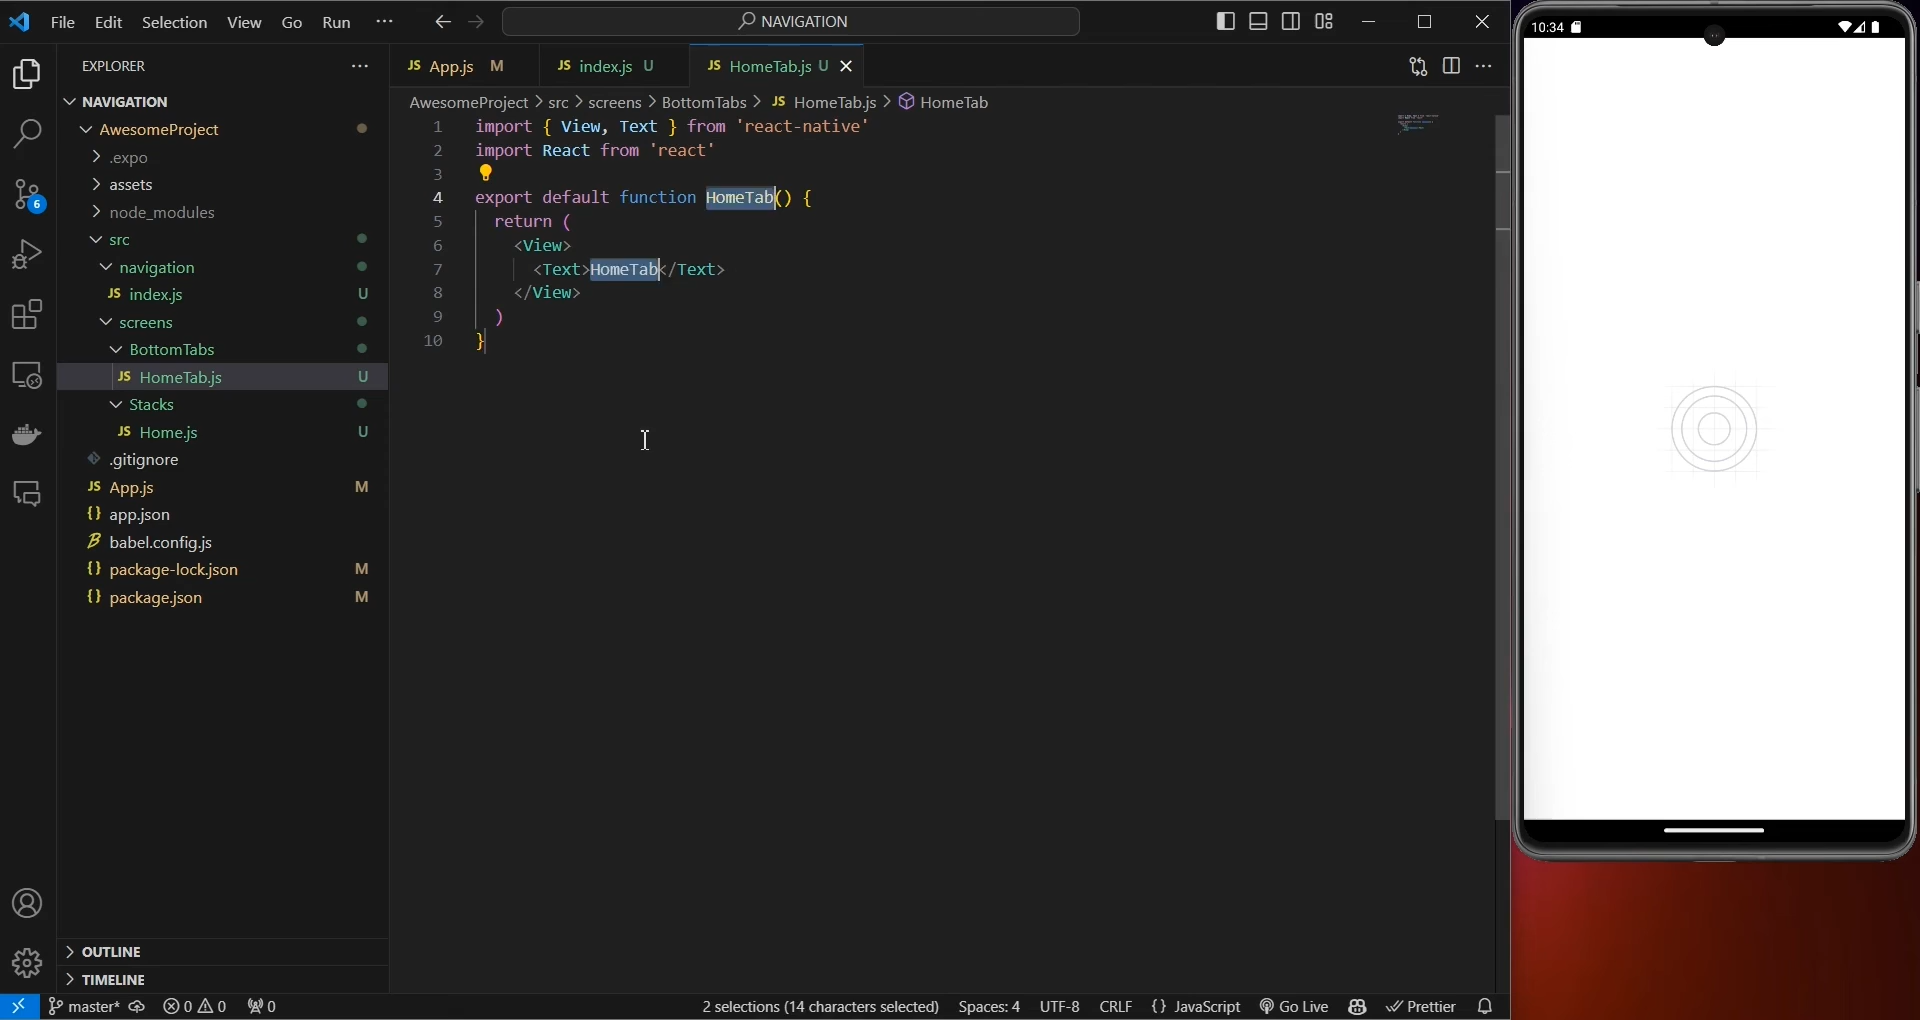 File Edit Selection View Go Run ···
NAVIGATION
10:34
EXPLORER ···
JS App.js M
JS index.js U
JS HomeTab.js U
NAVIGATION
AwesomeProject > src > screens > BottomTabs > JS HomeTab.js > HomeTab
AwesomeProject
.expo
assets
node_modules
src
navigation
JS index.js U
screens
BottomTabs
JS HomeTab.js U
Stacks
JS Home.js U
.gitignore
JS App.js M
{} app.json
babel.config.js
{} package-lock.json M
{} package.json M
1 import { View, Text } from 'react-native'
2 import React from 'react'
3
4 export default function HomeTab() {
5 return (
6 <View>
7 <Text>HomeTab</Text>
8 </View>
9 )
10 }
OUTLINE
TIMELINE
6
master* 0 0 0 2 selections (14 characters selected) Spaces: 4 UTF-8 CRLF {} JavaScript Go Live Prettier